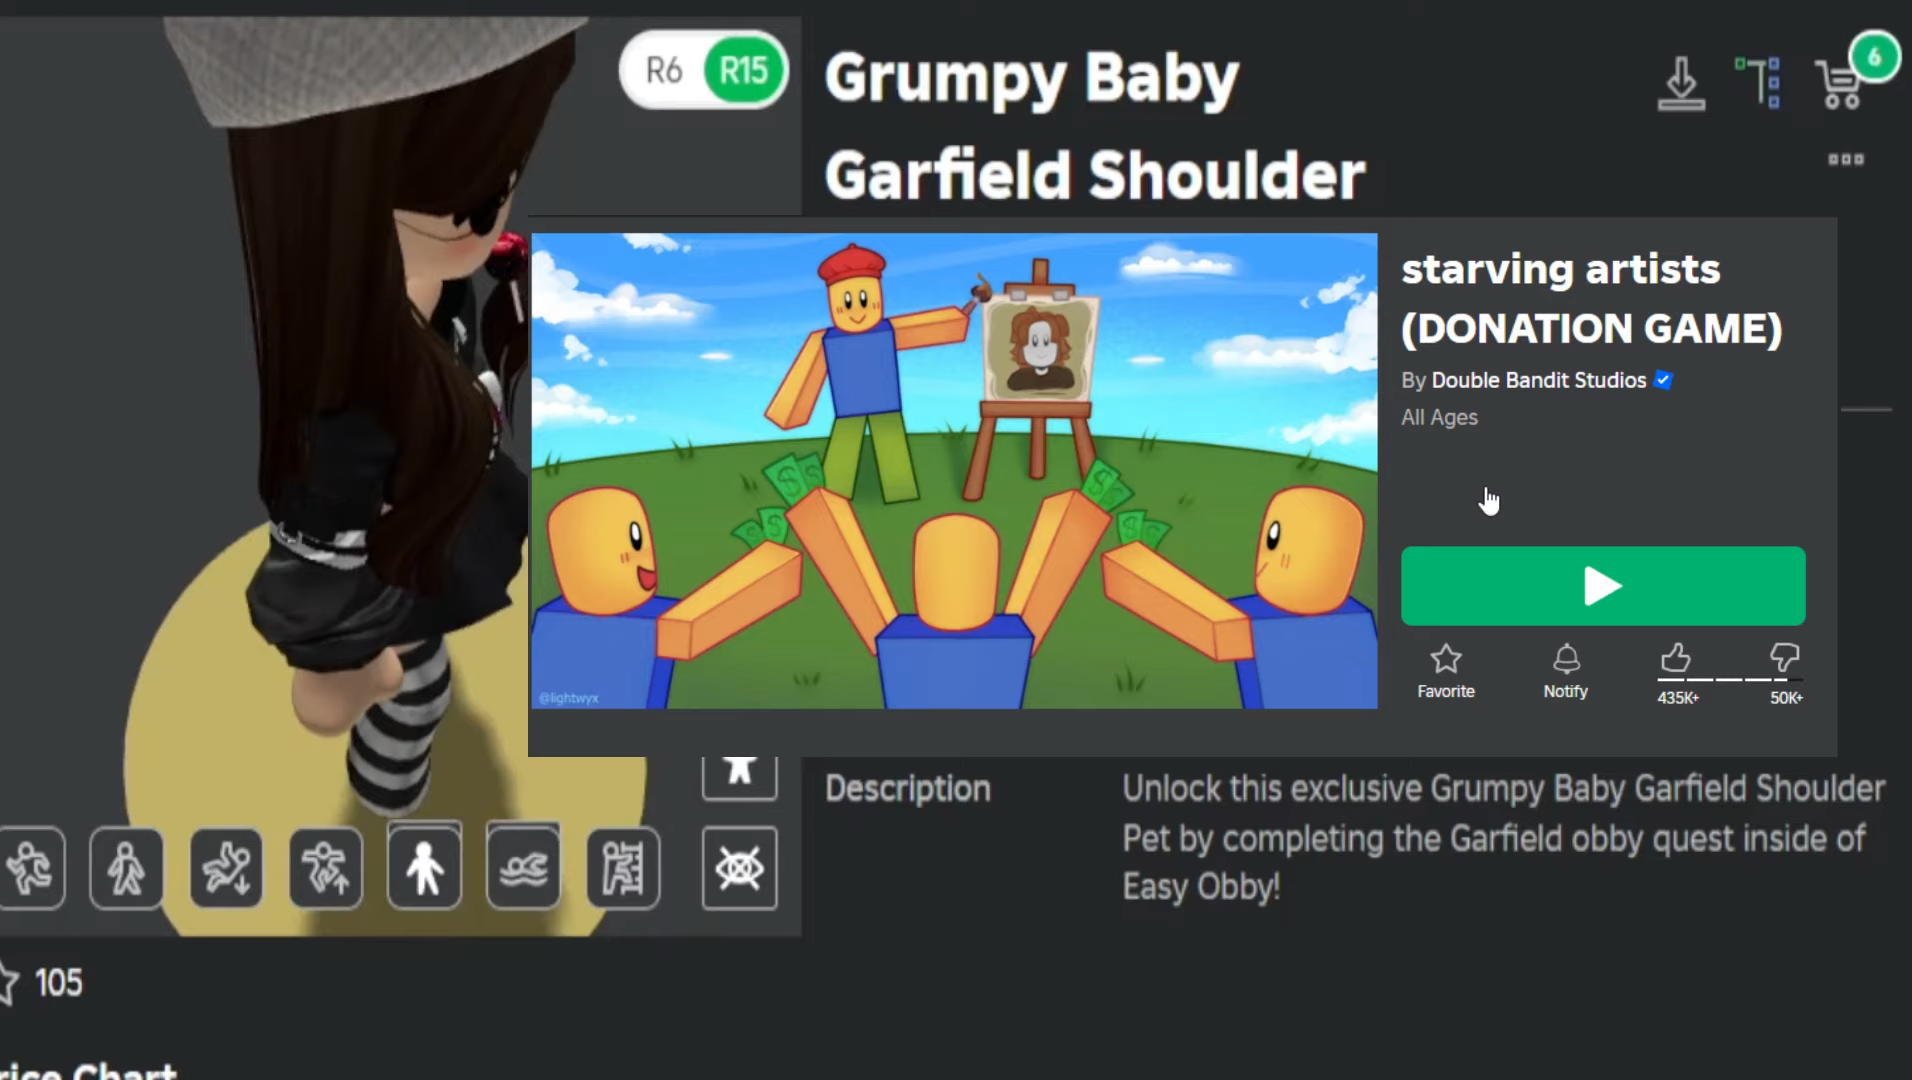 R6 R15
Grumpy Baby
Garfield Shoulder
6
starving artists
(DONATION GAME)
By Double Bandit Studios
All Ages
Favorite
Notify
435K+
50K+
@lightwyx
Description
Unlock this exclusive Grumpy Baby Garfield Shoulder
Pet by completing the Garfield obby quest inside of
Easy Obby!
105
rice Chart